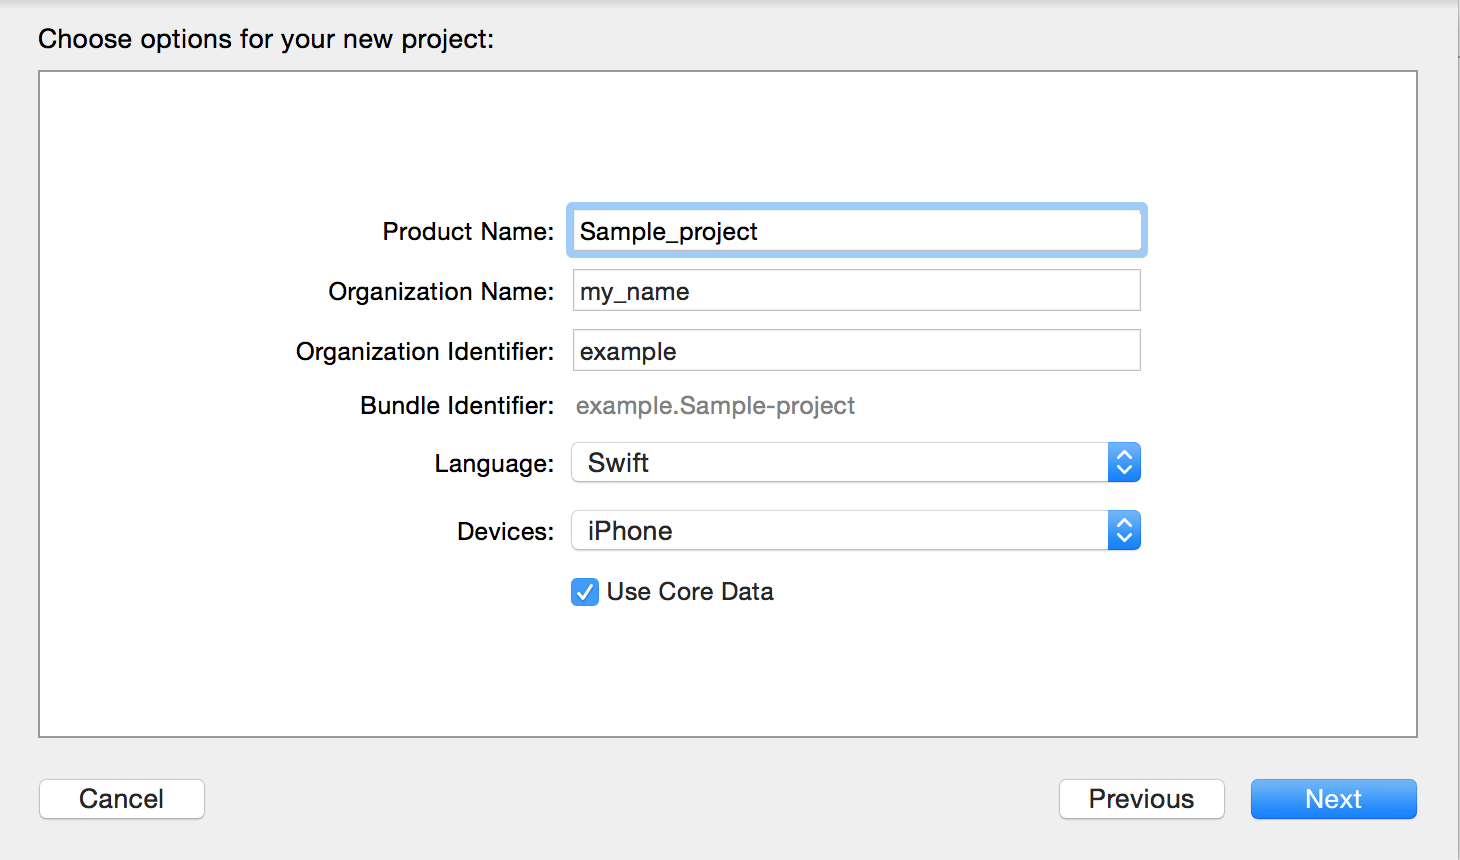 Choose options for your new project:
Product Name: Sample_project
Organization Name: my_name
Organization Identifier: example
Bundle Identifier: example.Sample-project
Language: Swift
Devices: iPhone
Use Core Data
Cancel Previous Next